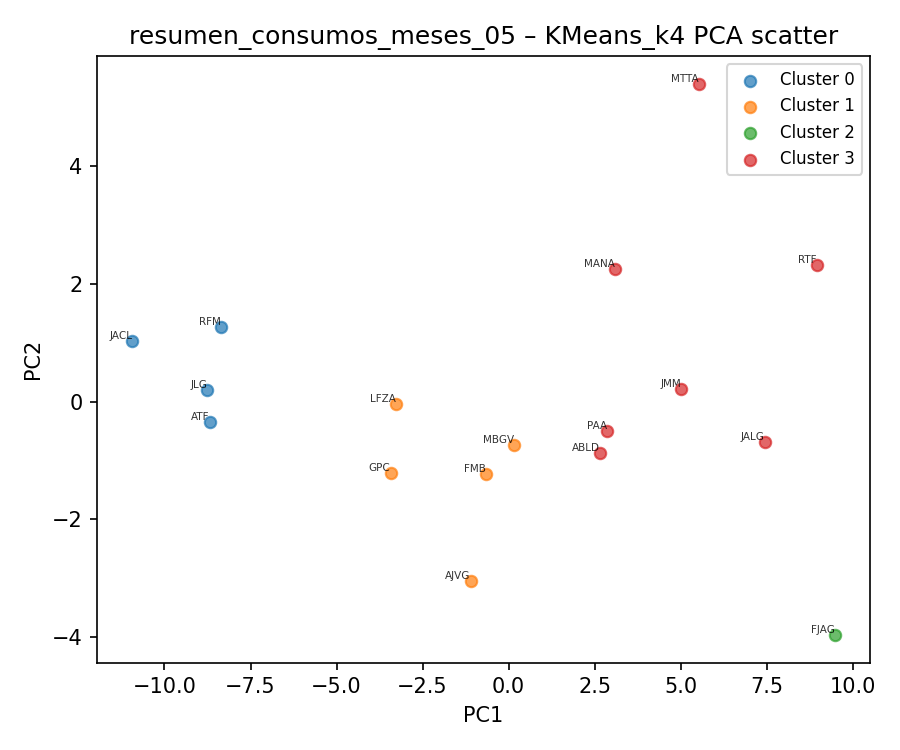 resumen_consumos_meses_05 – KMeans_k4 PCA scatter
Cluster 0
Cluster 1
Cluster 2
Cluster 3
MTTA
MANA
RTF
RFM
JACL
JLG
ATF
LFZA
JMM
PAA
MBGV
JALG
ABLD
GPC
FMB
AJVG
FJAG
PC2
4
2
0
−2
−4
−10.0 −7.5 −5.0 −2.5 0.0 2.5 5.0 7.5 10.0
PC1